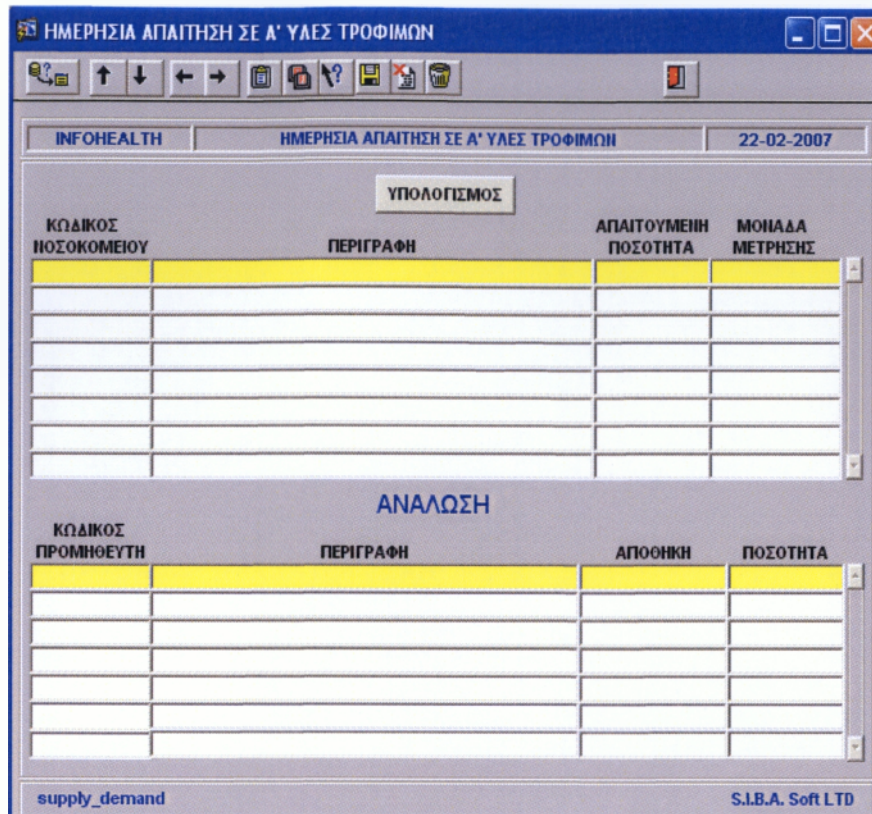 ΗΜΕΡΗΣΙΑ ΑΠΑΙΤΗΣΗ ΣΕ Α' ΥΛΕΣ ΤΡΟΦΙΜΩΝ
INFOHEALTH ΗΜΕΡΗΣΙΑ ΑΠΑΙΤΗΣΗ ΣΕ Α' ΥΛΕΣ ΤΡΟΦΙΜΩΝ 22-02-2007
ΥΠΟΛΟΓΙΣΜΟΣ
ΚΩΔΙΚΟΣ ΑΠΑΙΤΟΥΜΕΝΗ ΜΟΝΑΔΑ
ΝΟΣΟΚΟΜΕΙΟΥ ΠΕΡΙΓΡΑΦΗ ΠΟΣΟΤΗΤΑ ΜΕΤΡΗΣΗΣ
ΑΝΑΛΩΣΗ
ΚΩΔΙΚΟΣ
ΠΡΟΜΗΘΕΥΤΗ ΠΕΡΙΓΡΑΦΗ ΑΠΟΘΗΚΗ ΠΟΣΟΤΗΤΑ
supply_demand S.I.B.A. Soft LTD